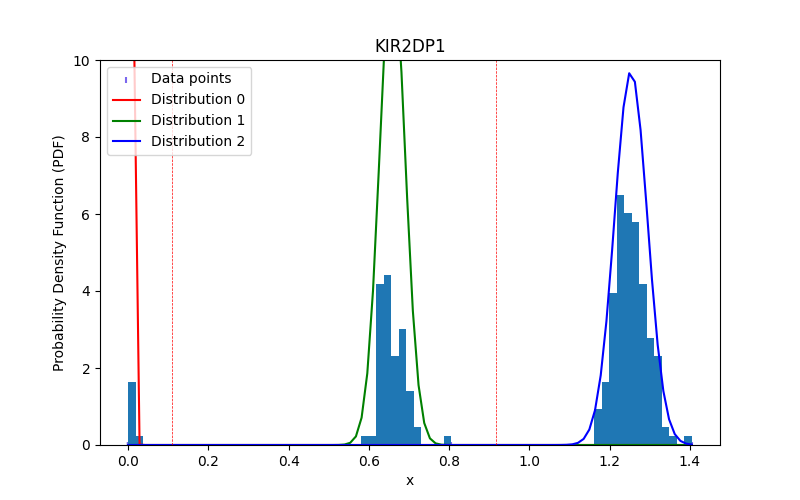 KIR2DP1
Probability Density Function (PDF)
10
8
6
4
2
0
Data points
Distribution 0
Distribution 1
Distribution 2
0.0 0.2 0.4 0.6 0.8 1.0 1.2 1.4
x